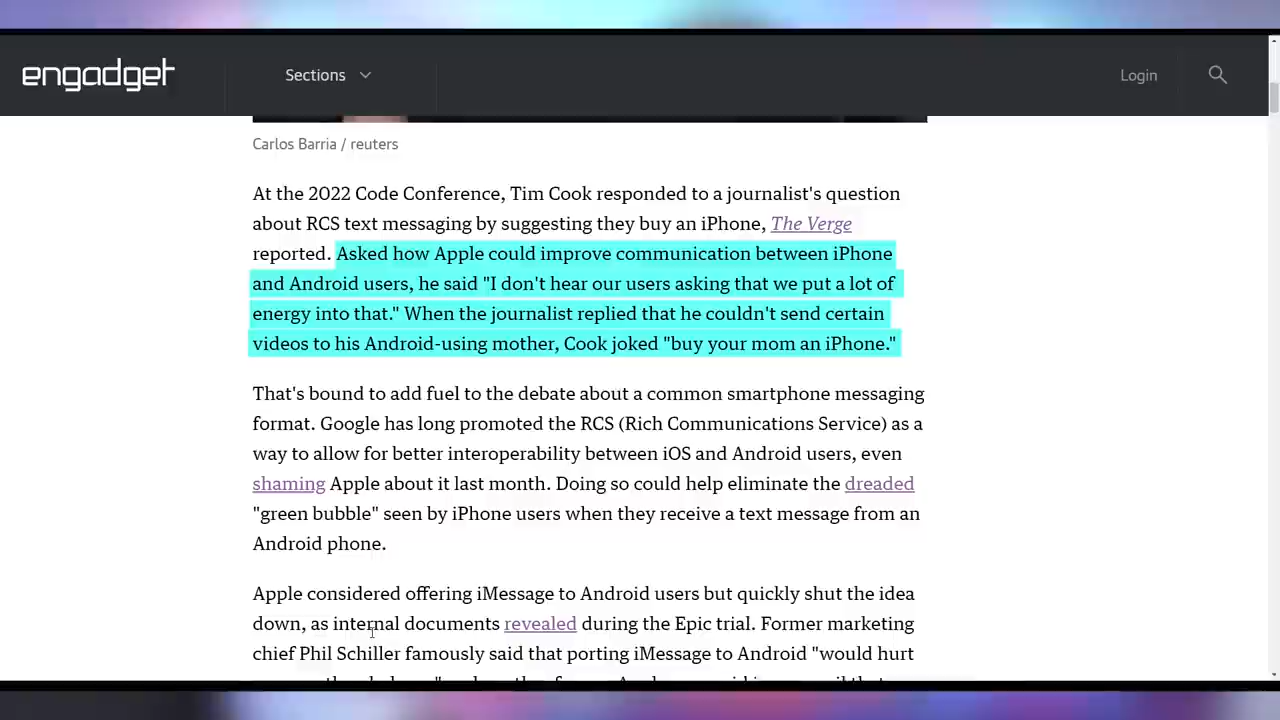 engadget
Sections
Login
Carlos Barria / reuters
At the 2022 Code Conference, Tim Cook responded to a journalist's question
about RCS text messaging by suggesting they buy an iPhone, The Verge
reported. Asked how Apple could improve communication between iPhone
and Android users, he said "I don't hear our users asking that we put a lot of
energy into that." When the journalist replied that he couldn't send certain
videos to his Android-using mother, Cook joked "buy your mom an iPhone."
That's bound to add fuel to the debate about a common smartphone messaging
format. Google has long promoted the RCS (Rich Communications Service) as a
way to allow for better interoperability between iOS and Android users, even
shaming Apple about it last month. Doing so could help eliminate the dreaded
"green bubble" seen by iPhone users when they receive a text message from an
Android phone.
Apple considered offering iMessage to Android users but quickly shut the idea
down, as internal documents revealed during the Epic trial. Former marketing
chief Phil Schiller famously said that porting iMessage to Android "would hurt